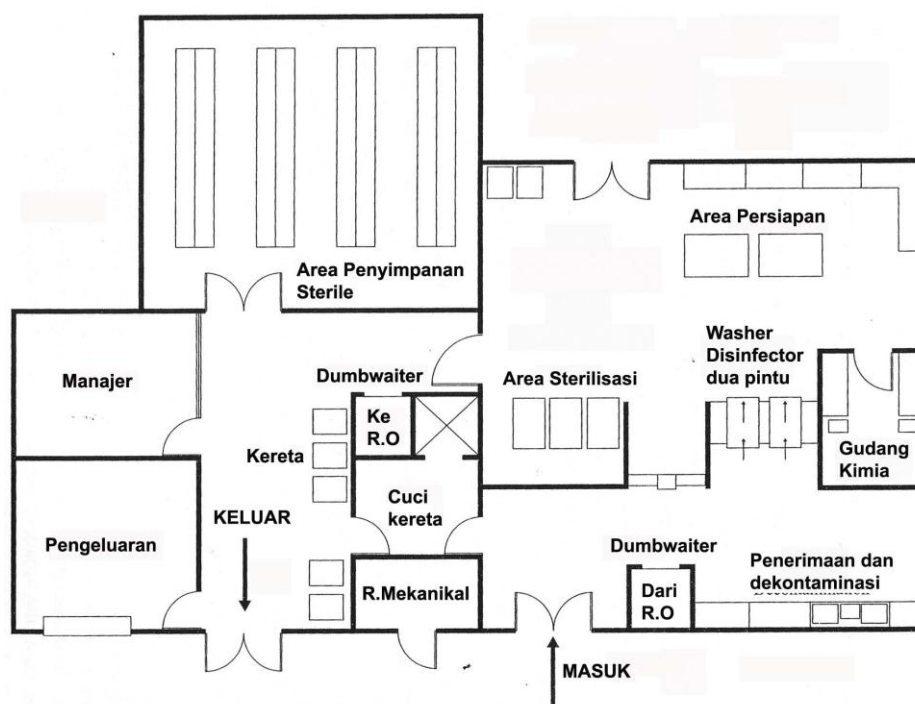 Area Penyimpanan
Sterile
Area Persiapan
Manajer
Dumbwaiter
Ke
R.O
Area Sterilisasi
Washer
Disinfector
dua pintu
Kereta
Gudang
Kimia
Pengeluaran
KELUAR
Cuci
kereta
R.Mekanikal
Dumbwaiter
Dari
R.O
Penerimaan dan
dekontaminasi
MASUK